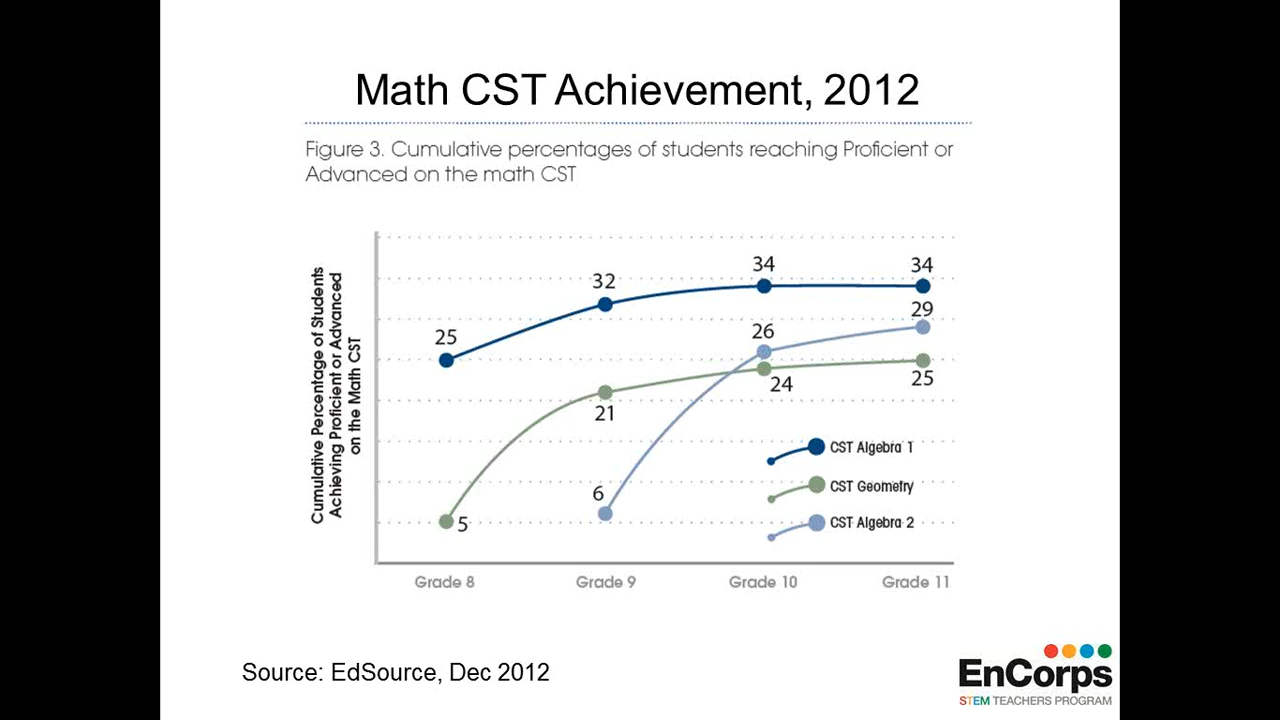 Math CST Achievement, 2012
Figure 3. Cumulative percentages of students reaching Proficient or
Advanced on the math CST
Cumulative Percentage of Students
Achieving Proficient or Advanced
on the Math CST
25
32
34
34
5
21
24
25
6
26
29
CST Algebra 1
CST Geometry
CST Algebra 2
Grade 8
Grade 9
Grade 10
Grade 11
Source: EdSource, Dec 2012
EnCorps
STEM TEACHERS PROGRAM